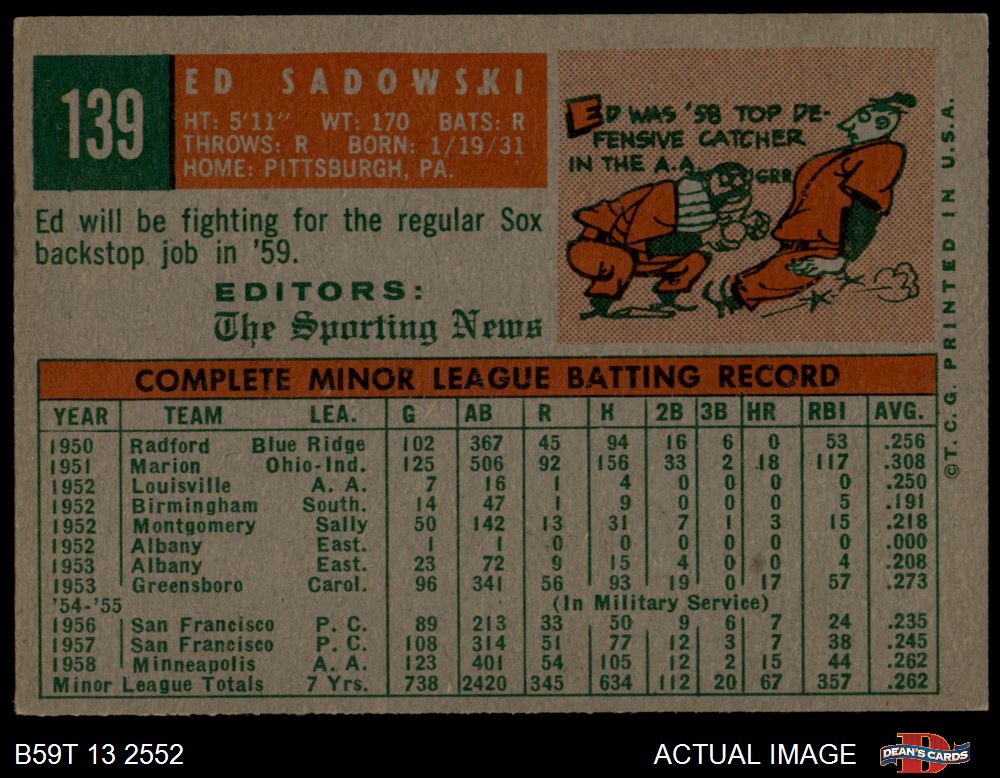 139
ED SADOWSKI
HT: 5'11" WT: 170 BATS: R
THROWS: R BORN: 1/19/31
HOME: PITTSBURGH, PA.
Ed will be fighting for the regular Sox
backstop job in '59.
EDITORS:
The Sporting News
ED WAS '58 TOP DE-
FENSIVE CATCHER
IN THE A.A.
GRR
©T.C.G. PRINTED IN U.S.A.
COMPLETE MINOR LEAGUE BATTING RECORD
YEAR TEAM LEA. G AB R H 2B 3B HR RBI AVG.
1950 Radford Blue Ridge 102 367 45 94 16 6 0 53 .256
1951 Marion Ohio-Ind. 125 506 92 156 33 2 18 117 .308
1952 Louisville A. A. 7 16 1 4 0 0 0 0 .250
1952 Birmingham South. 14 47 1 9 0 0 0 5 .191
1952 Montgomery Sally 50 142 13 31 7 1 3 15 .218
1952 Albany East. 1 1 0 0 0 0 0 0 .000
1953 Albany East. 23 72 9 15 4 0 0 4 .208
1953 Greensboro Carol. 96 341 56 93 19 0 17 57 .273
'54-'55 (In Military Service)
1956 San Francisco P. C. 89 213 33 50 9 6 7 24 .235
1957 San Francisco P. C. 108 314 51 77 12 3 7 38 .245
1958 Minneapolis A. A. 123 401 54 105 12 2 15 44 .262
Minor League Totals 7 Yrs. 738 2420 345 634 112 20 67 357 .262
B59T 13 2552
ACTUAL IMAGE
D
DEAN'S CARDS